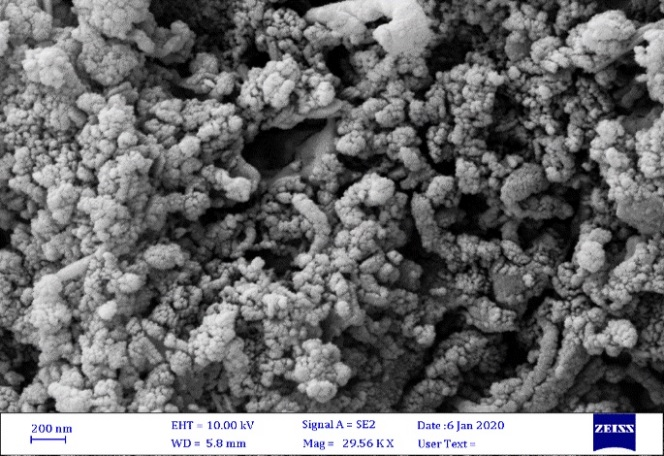 200 nm
EHT = 10.00 kV
Signal A = SE2
Date :6 Jan 2020
ZEISS
WD = 5.8 mm
Mag = 29.56 K X
User Text =